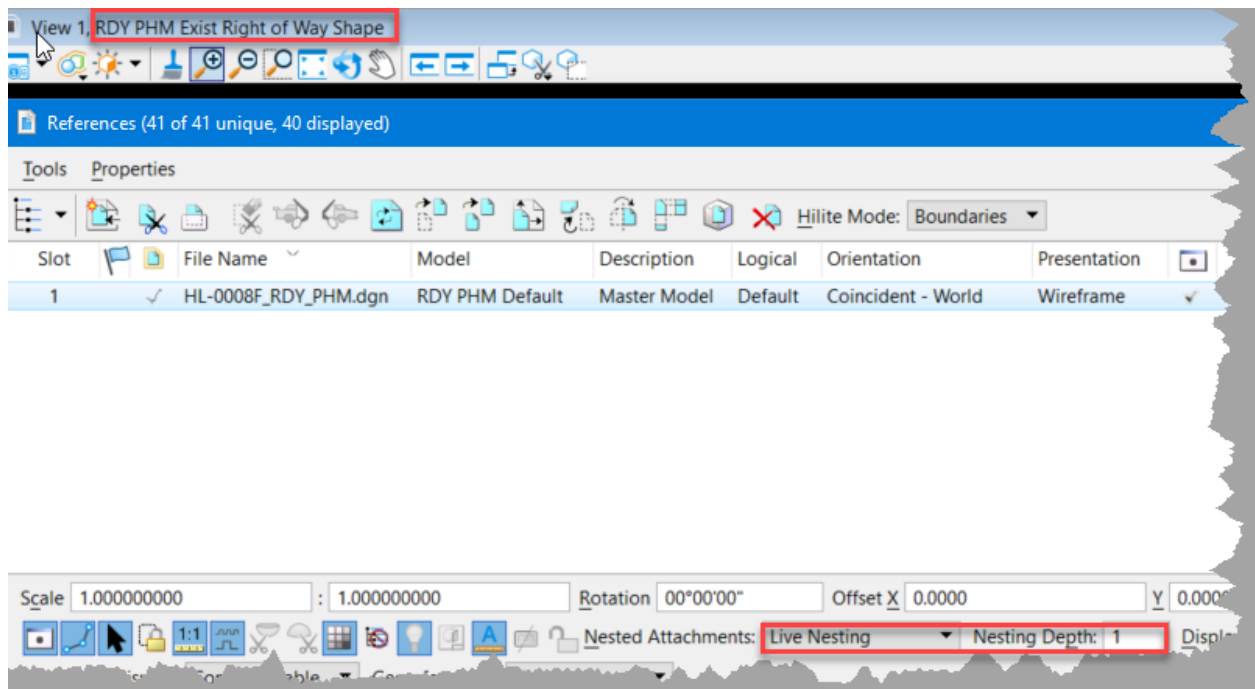 View 1, RDY PHM Exist Right of Way Shape
References (41 of 41 unique, 40 displayed)
Tools Properties
Hilite Mode: Boundaries
Slot File Name Model Description Logical Orientation Presentation
1 HL-0008F_RDY_PHM.dgn RDY PHM Default Master Model Default Coincident - World Wireframe
Scale 1.000000000 : 1.000000000 Rotation 00°00'00" Offset X 0.0000 Y
1:1 A Nested Attachments: Live Nesting Nesting Depth: 1